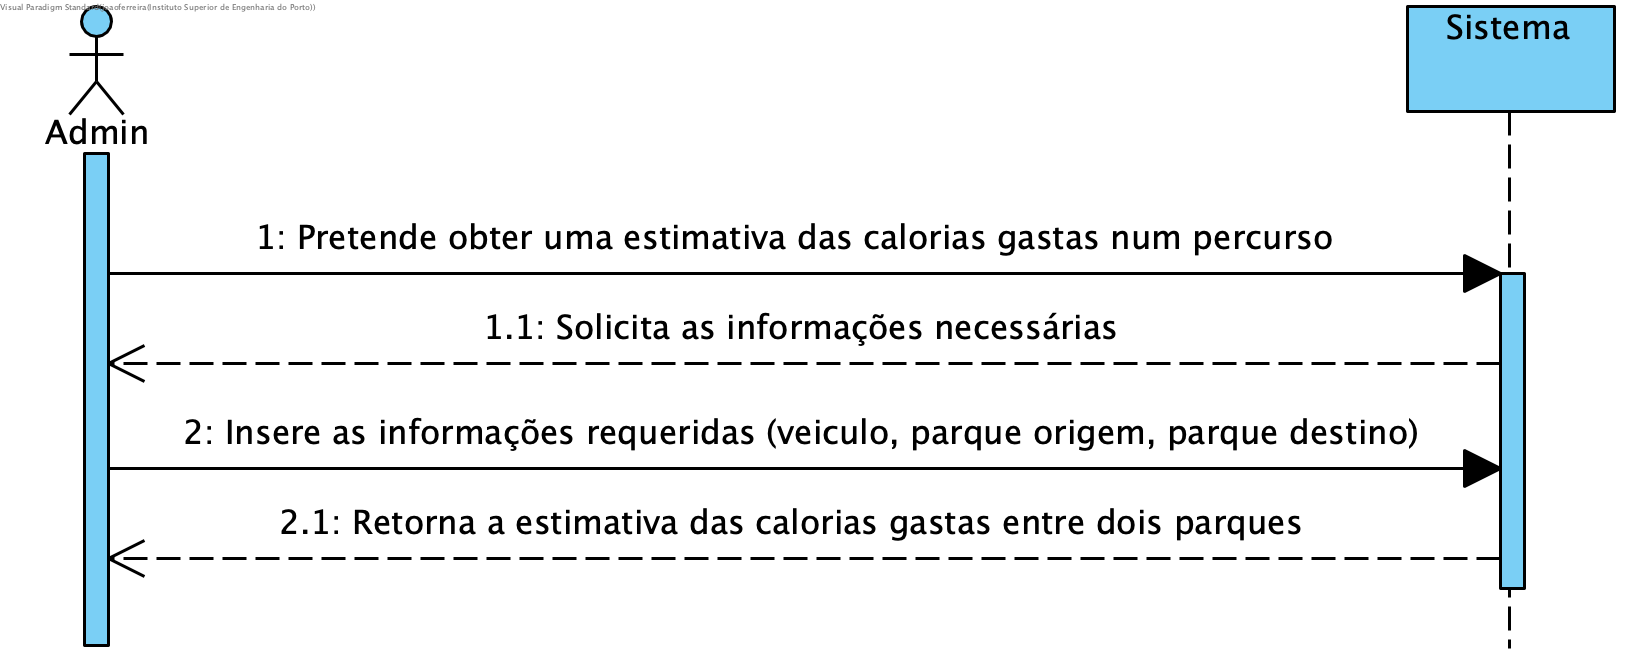 Visual Paradigm Standard(joaoferreira(Instituto Superior de Engenharia do Porto))
Sistema
Admin
1: Pretende obter uma estimativa das calorias gastas num percurso
1.1: Solicita as informações necessárias
2: Insere as informações requeridas (veiculo, parque origem, parque destino)
2.1: Retorna a estimativa das calorias gastas entre dois parques